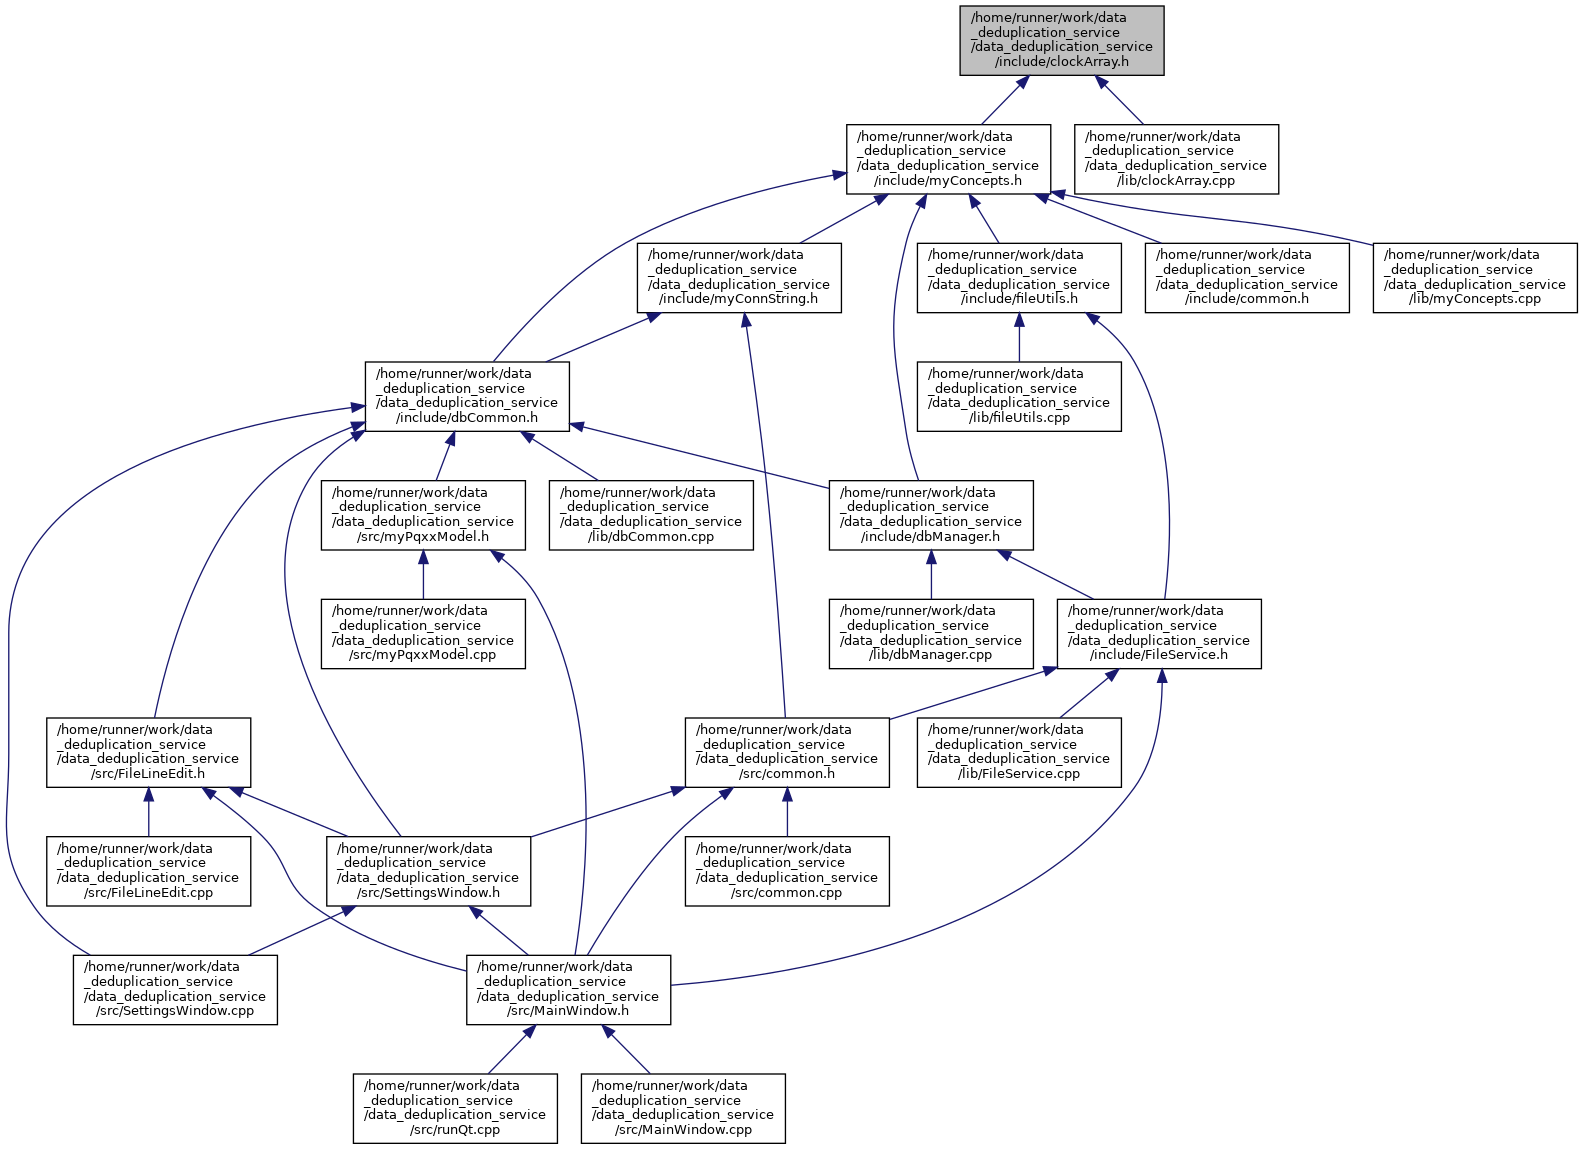 /home/runner/work/data
_deduplication_service
/data_deduplication_service
/include/clockArray.h
/home/runner/work/data
_deduplication_service
/data_deduplication_service
/include/myConcepts.h
/home/runner/work/data
_deduplication_service
/data_deduplication_service
/lib/clockArray.cpp
/home/runner/work/data
_deduplication_service
/data_deduplication_service
/include/myConnString.h
/home/runner/work/data
_deduplication_service
/data_deduplication_service
/include/fileUtils.h
/home/runner/work/data
_deduplication_service
/data_deduplication_service
/include/common.h
/home/runner/work/data
_deduplication_service
/data_deduplication_service
/lib/myConcepts.cpp
/home/runner/work/data
_deduplication_service
/data_deduplication_service
/include/dbCommon.h
/home/runner/work/data
_deduplication_service
/data_deduplication_service
/lib/fileUtils.cpp
/home/runner/work/data
_deduplication_service
/data_deduplication_service
/src/myPqxxModel.h
/home/runner/work/data
_deduplication_service
/data_deduplication_service
/lib/dbCommon.cpp
/home/runner/work/data
_deduplication_service
/data_deduplication_service
/include/dbManager.h
/home/runner/work/data
_deduplication_service
/data_deduplication_service
/src/myPqxxModel.cpp
/home/runner/work/data
_deduplication_service
/data_deduplication_service
/lib/dbManager.cpp
/home/runner/work/data
_deduplication_service
/data_deduplication_service
/include/FileService.h
/home/runner/work/data
_deduplication_service
/data_deduplication_service
/src/FileLineEdit.h
/home/runner/work/data
_deduplication_service
/data_deduplication_service
/src/common.h
/home/runner/work/data
_deduplication_service
/data_deduplication_service
/lib/FileService.cpp
/home/runner/work/data
_deduplication_service
/data_deduplication_service
/src/FileLineEdit.cpp
/home/runner/work/data
_deduplication_service
/data_deduplication_service
/src/SettingsWindow.h
/home/runner/work/data
_deduplication_service
/data_deduplication_service
/src/common.cpp
/home/runner/work/data
_deduplication_service
/data_deduplication_service
/src/SettingsWindow.cpp
/home/runner/work/data
_deduplication_service
/data_deduplication_service
/src/MainWindow.h
/home/runner/work/data
_deduplication_service
/data_deduplication_service
/src/runQt.cpp
/home/runner/work/data
_deduplication_service
/data_deduplication_service
/src/MainWindow.cpp